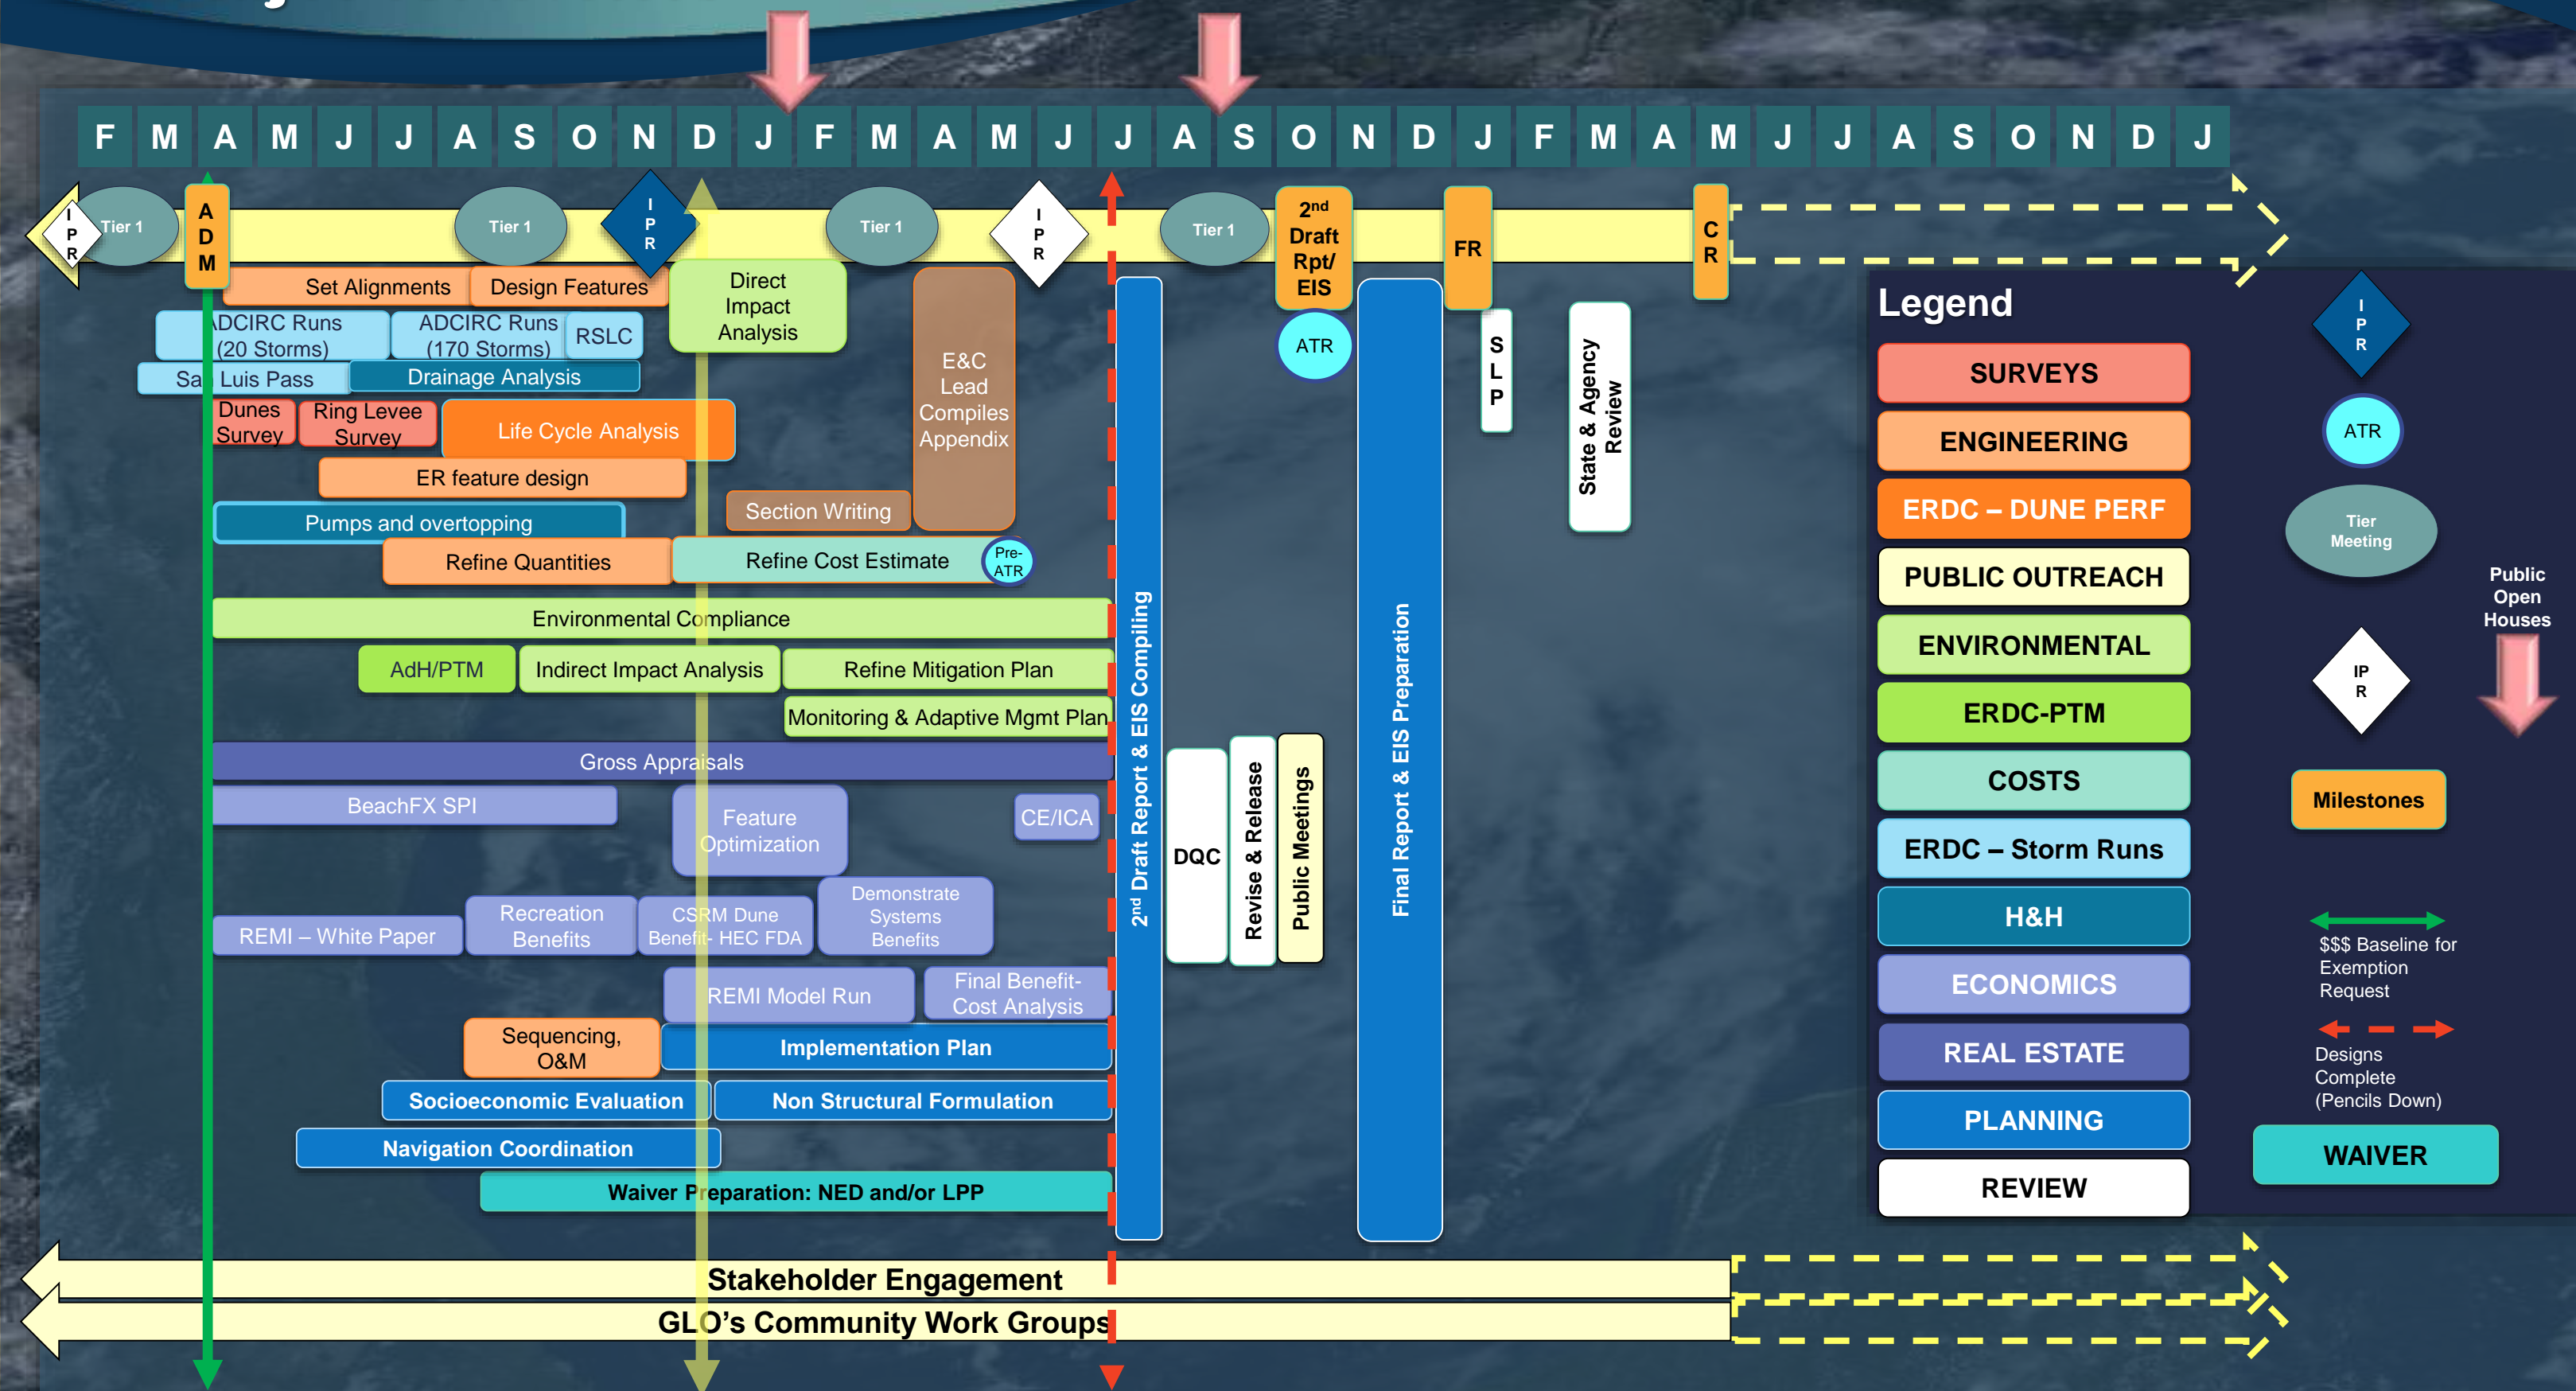 F M A M J J A S O N D J F M A M J J A S O N D J F M A M J J A S O N D J
I
P
R
Tier 1
A
D
M
Tier 1
I
P
R
Tier 1
I
P
R
Tier 1
2nd
Draft
Rpt/
EIS
FR
C
R
Set Alignments
Design Features
Direct
Impact
Analysis
ADCIRC Runs
(20 Storms)
ADCIRC Runs
(170 Storms)
RSLC
E&C
Lead
Compiles
Appendix
ATR
S
L
P
State & Agency
Review
San Luis Pass
Drainage Analysis
Dunes
Survey
Ring Levee
Survey
Life Cycle Analysis
ER feature design
Section Writing
Pumps and overtopping
Refine Quantities
Refine Cost Estimate
Pre-
ATR
Environmental Compliance
AdH/PTM
Indirect Impact Analysis
Refine Mitigation Plan
Monitoring & Adaptive Mgmt Plan
Gross Appraisals
BeachFX SPI
Feature
Optimization
CE/ICA
2nd Draft Report & EIS Compiling
DQC
Revise & Release
Public Meetings
Final Report & EIS Preparation
REMI – White Paper
Recreation
Benefits
CSRM Dune
Benefit- HEC FDA
Demonstrate
Systems
Benefits
REMI Model Run
Final Benefit-
Cost Analysis
Sequencing,
O&M
Implementation Plan
Socioeconomic Evaluation
Non Structural Formulation
Navigation Coordination
Waiver Preparation: NED and/or LPP
Stakeholder Engagement
GLO's Community Work Groups
Legend
SURVEYS
ENGINEERING
ERDC – DUNE PERF
PUBLIC OUTREACH
ENVIRONMENTAL
ERDC-PTM
COSTS
ERDC – Storm Runs
H&H
ECONOMICS
REAL ESTATE
PLANNING
REVIEW
I
P
R
ATR
Tier
Meeting
Public
Open
Houses
IP
R
Milestones
$$$ Baseline for
Exemption
Request
Designs
Complete
(Pencils Down)
WAIVER